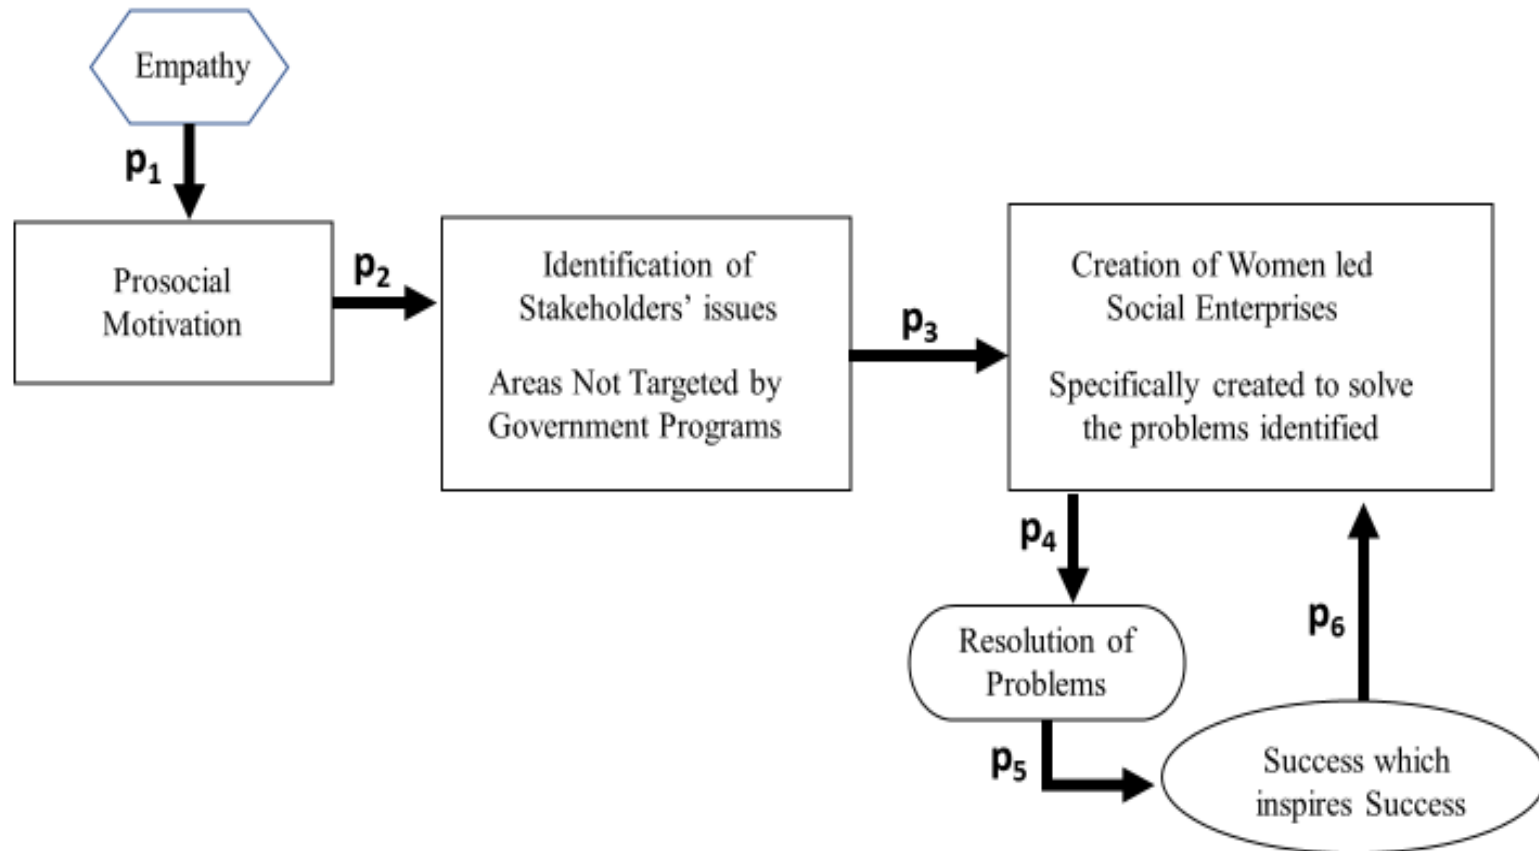 Empathy
p1
Prosocial
Motivation
p2
Identification of
Stakeholders’ issues
Areas Not Targeted by
Government Programs
p3
Creation of Women led
Social Enterprises
Specifically created to solve
the problems identified
p4
Resolution of
Problems
p5
Success which
inspires Success
p6